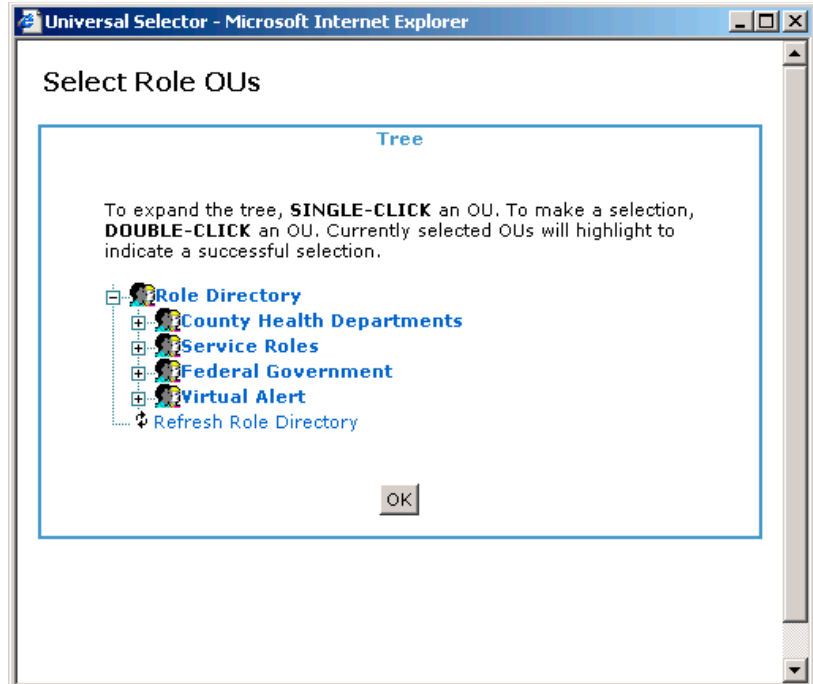 Universal Selector - Microsoft Internet Explorer
Select Role OUs
Tree
To expand the tree, SINGLE-CLICK an OU. To make a selection,
DOUBLE-CLICK an OU. Currently selected OUs will highlight to
indicate a successful selection.
Role Directory
County Health Departments
Service Roles
Federal Government
Virtual Alert
Refresh Role Directory
OK